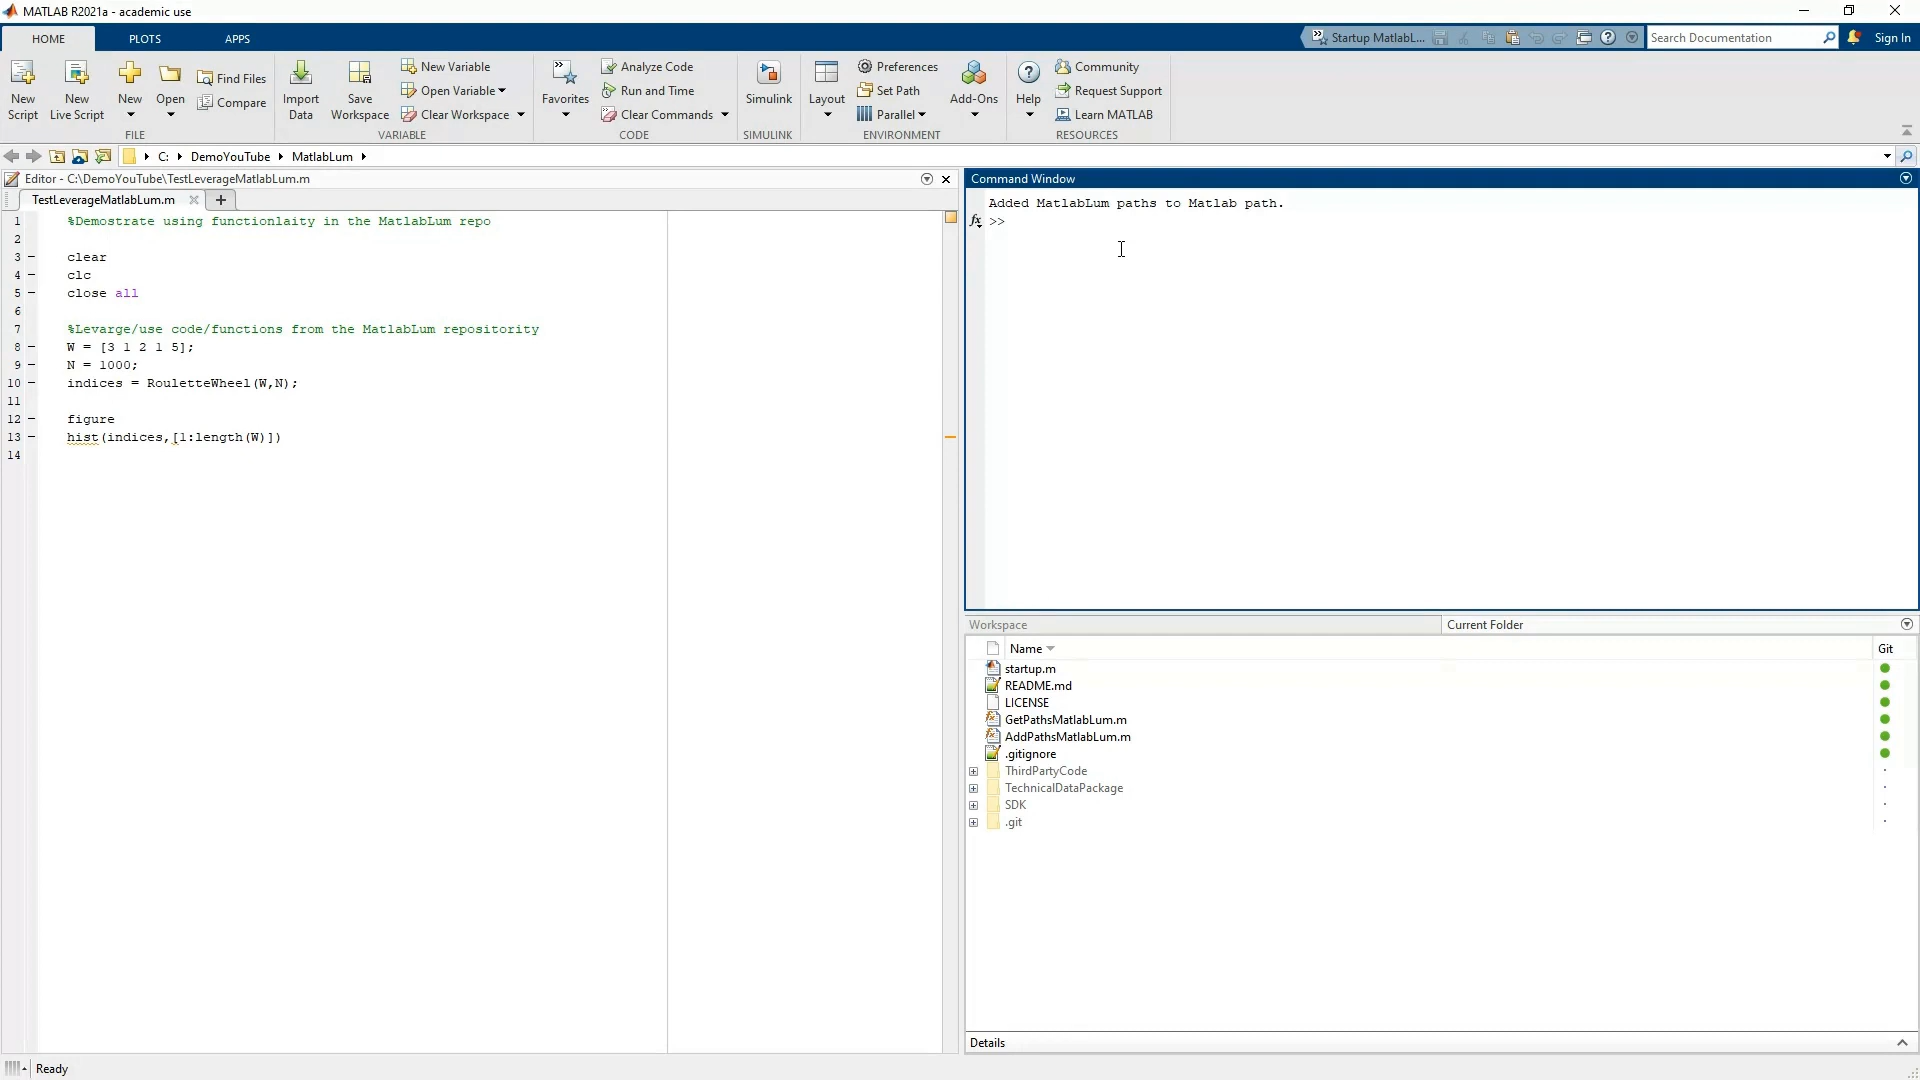 MATLAB R2021a - academic use
HOME PLOTS APPS
Startup MatlabL... Search Documentation Sign In
New Script New Live Script New Open Find Files Compare
FILE
Import Data Save Workspace New Variable Open Variable Clear Workspace
VARIABLE
Favorites Analyze Code Run and Time Clear Commands
CODE
Simulink
SIMULINK
Layout Preferences Set Path Parallel Add-Ons
ENVIRONMENT
Help Community Request Support Learn MATLAB
RESOURCES
C: DemoYouTube MatlabLum
Editor - C:\DemoYouTube\TestLeverageMatlabLum.m
TestLeverageMatlabLum.m +
1 %Demostrate using functionlaity in the MatlabLum repo
2
3 – clear
4 – clc
5 – close all
6
7 %Levarge/use code/functions from the MatlabLum repositority
8 – W = [3 1 2 1 5];
9 – N = 1000;
10 – indices = RouletteWheel(W,N);
11
12 – figure
13 – hist(indices,[1:length(W)])
14
Command Window
Added MatlabLum paths to Matlab path.
fx >>
Workspace
Current Folder
Name Git
startup.m
README.md
LICENSE
GetPathsMatlabLum.m
AddPathsMatlabLum.m
.gitignore
ThirdPartyCode
TechnicalDataPackage
SDK
.git
Details
Ready